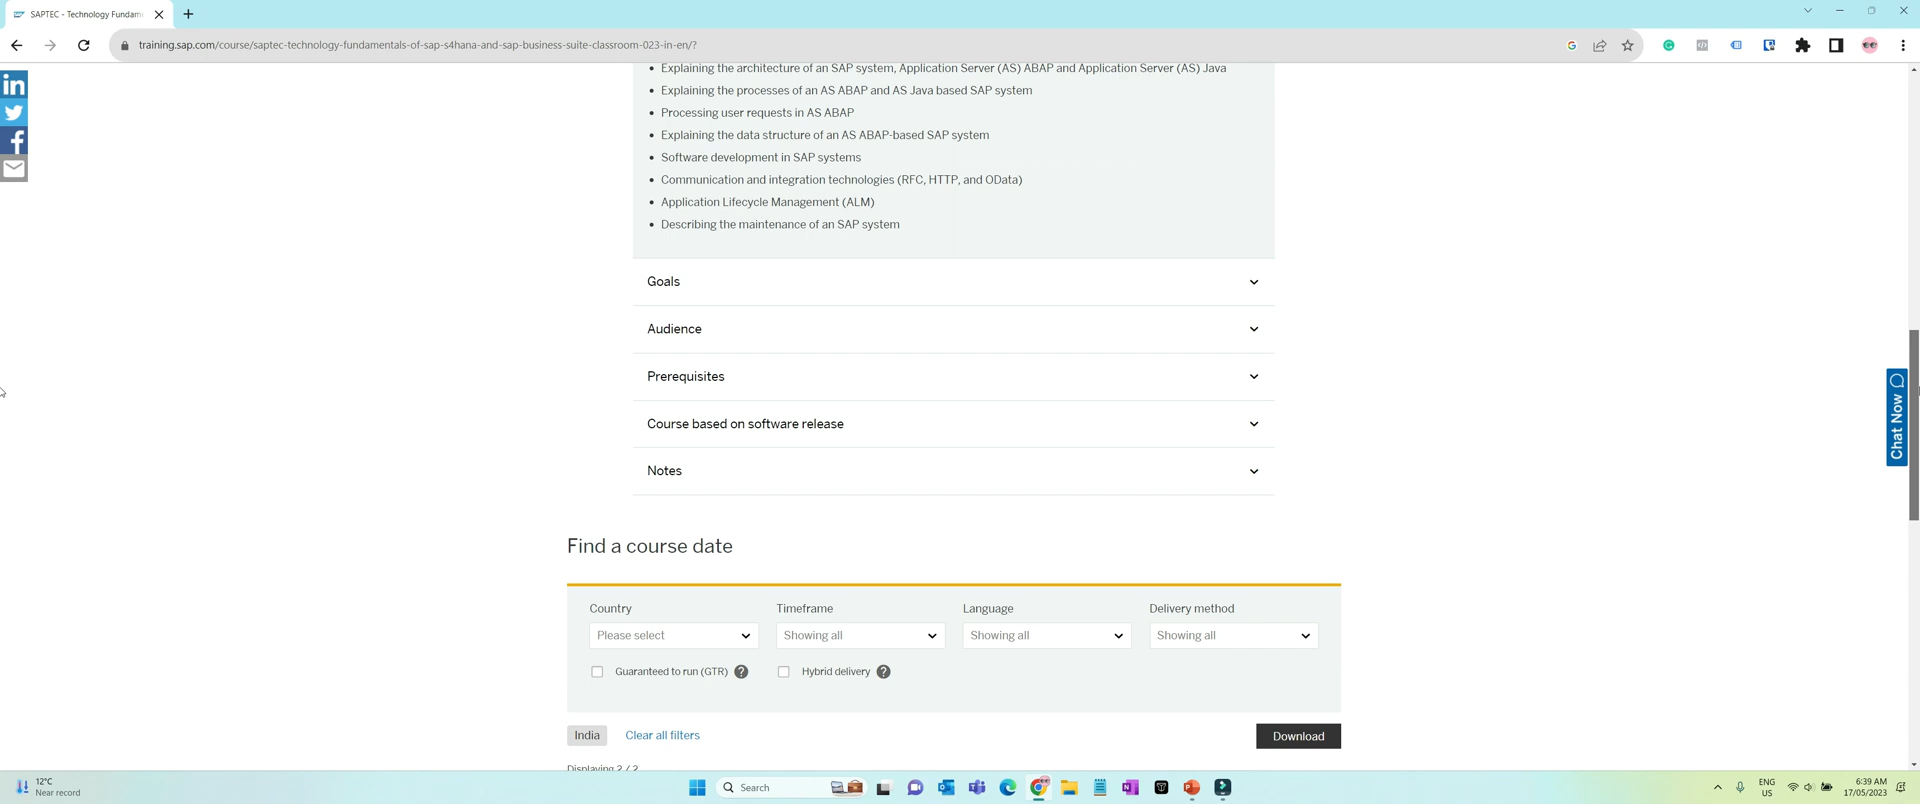 SAPTEC - Technology Fundam
training.sap.com/course/saptec-technology-fundamentals-of-sap-s4hana-and-sap-business-suite-classroom-023-in-en/?
Explaining the architecture of an SAP system, Application Server (AS) ABAP and Application Server (AS) Java
Explaining the processes of an AS ABAP and AS Java based SAP system
Processing user requests in AS ABAP
Explaining the data structure of an AS ABAP-based SAP system
Software development in SAP systems
Communication and integration technologies (RFC, HTTP, and OData)
Application Lifecycle Management (ALM)
Describing the maintenance of an SAP system
Goals
Audience
Prerequisites
Course based on software release
Notes
Chat Now
Find a course date
Country Timeframe Language Delivery method
Please select Showing all Showing all Showing all
Guaranteed to run (GTR) ? Hybrid delivery ?
India Clear all filters Download
Displaying 2 / 2
12°C
Near record
Search
ENG
US
6:39 AM
17/05/2023